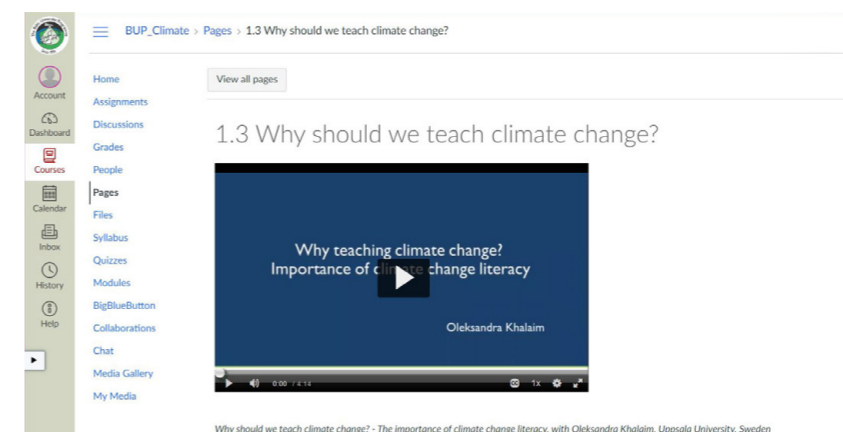 BUP_Climate > Pages > 1.3 Why should we teach climate change?
Account
Dashboard
Courses
Calendar
Inbox
History
Help
Home
Assignments
Discussions
Grades
People
Pages
Files
Syllabus
Quizzes
Modules
BigBlueButton
Collaborations
Chat
Media Gallery
My Media
View all pages
1.3 Why should we teach climate change?
Why teaching climate change?
Importance of climate change literacy
Oleksandra Khalaim
0:00 / 4:14
CC 1x
Why should we teach climate change? - The importance of climate change literacy, with Oleksandra Khalaim, Uppsala University, Sweden